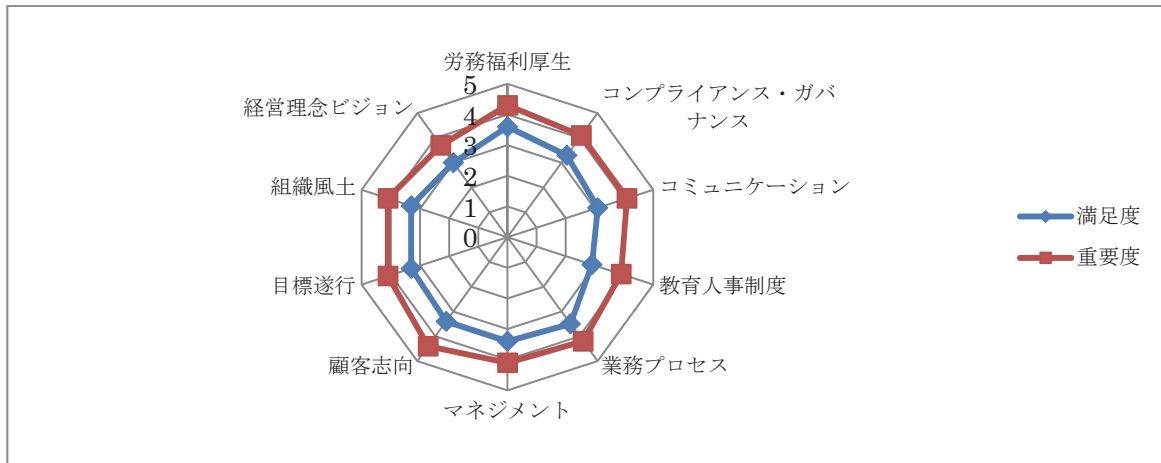 労務福利厚生
コンプライアンス・ガバ
ナンス
コミュニケーション
教育人事制度
業務プロセス
マネジメント
顧客志向
目標遂行
組織風土
経営理念ビジョン
5
4
3
2
1
0
満足度
重要度